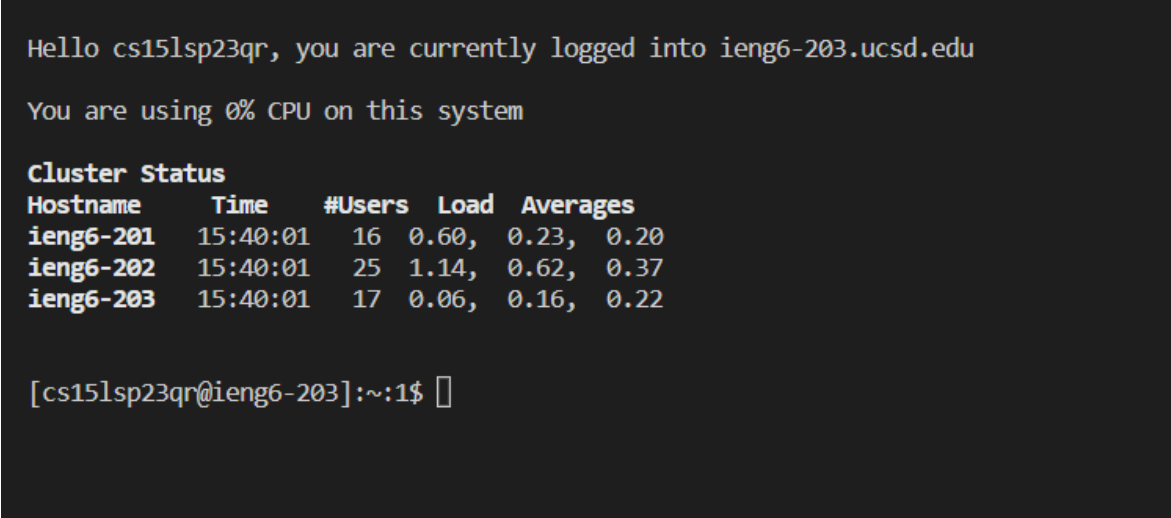 Hello cs15lsp23qr, you are currently logged into ieng6-203.ucsd.edu
You are using 0% CPU on this system
Cluster Status
Hostname Time #Users Load Averages
ieng6-201 15:40:01 16 0.60, 0.23, 0.20
ieng6-202 15:40:01 25 1.14, 0.62, 0.37
ieng6-203 15:40:01 17 0.06, 0.16, 0.22
[cs15lsp23qr@ieng6-203]:~:1$